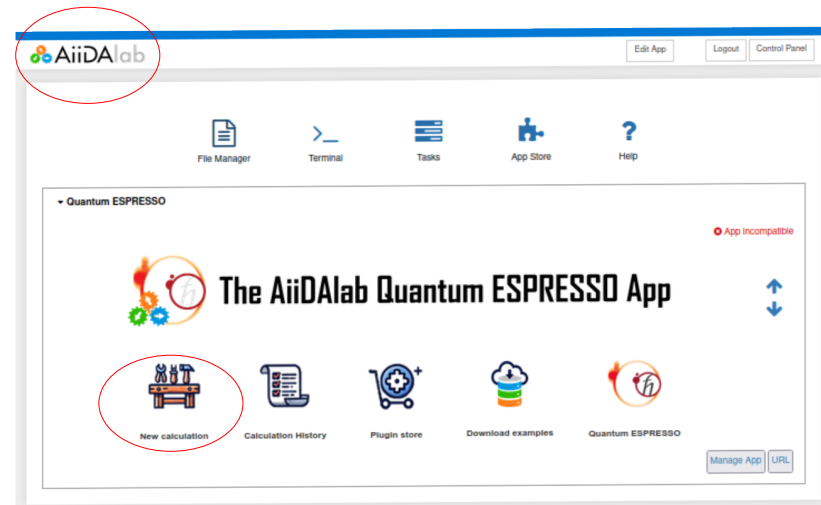 AiiDAlab
Edit App
Logout
Control Panel
File Manager
Terminal
Tasks
App Store
Help
Quantum ESPRESSO
App incompatible
The AiiDAlab Quantum ESPRESSO App
New calculation
Calculation History
Plugin store
Download examples
Quantum ESPRESSO
Manage App
URL